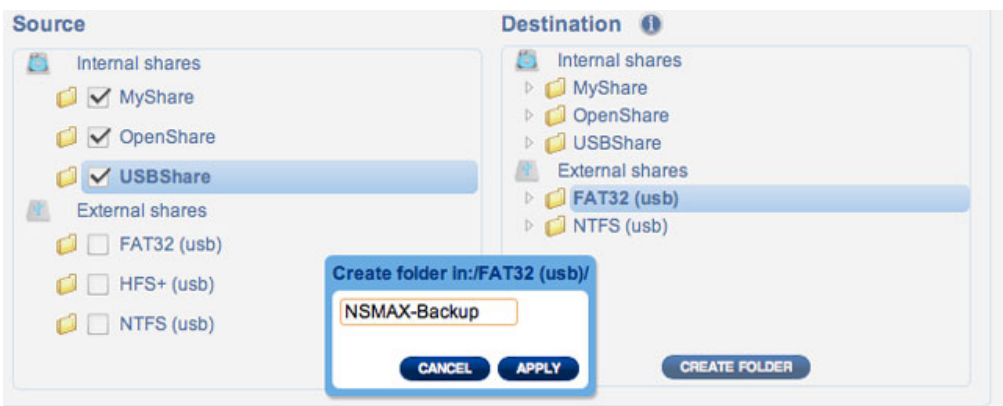 Source
Internal shares
MyShare
OpenShare
USBShare
External shares
FAT32 (usb)
HFS+ (usb)
NTFS (usb)
Destination i
Internal shares
MyShare
OpenShare
USBShare
External shares
FAT32 (usb)
NTFS (usb)
Create folder in:/FAT32 (usb)/
NSMAX-Backup
CANCEL APPLY
CREATE FOLDER